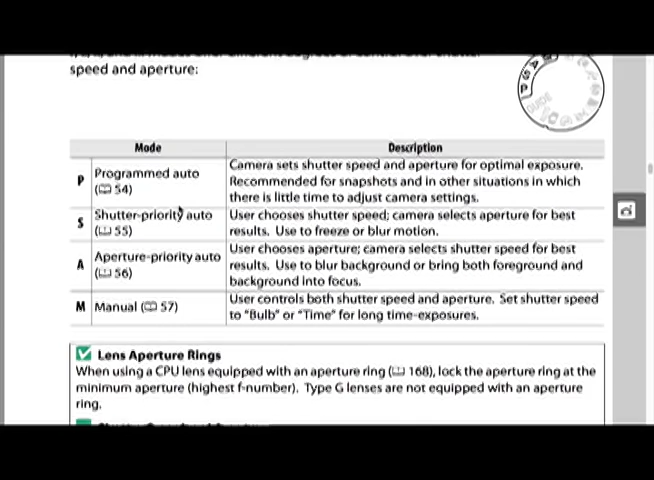 speed and aperture:
GUIDE
Mode Description
P Programmed auto (54) Camera sets shutter speed and aperture for optimal exposure.
Recommended for snapshots and in other situations in which
there is little time to adjust camera settings.
S Shutter-priority auto (55) User chooses shutter speed; camera selects aperture for best
results. Use to freeze or blur motion.
A Aperture-priority auto (56) User chooses aperture; camera selects shutter speed for best
results. Use to blur background or bring both foreground and
background into focus.
M Manual (57) User controls both shutter speed and aperture. Set shutter speed
to "Bulb" or "Time" for long time-exposures.
Lens Aperture Rings
When using a CPU lens equipped with an aperture ring (168), lock the aperture ring at the
minimum aperture (highest f-number). Type G lenses are not equipped with an aperture
ring.